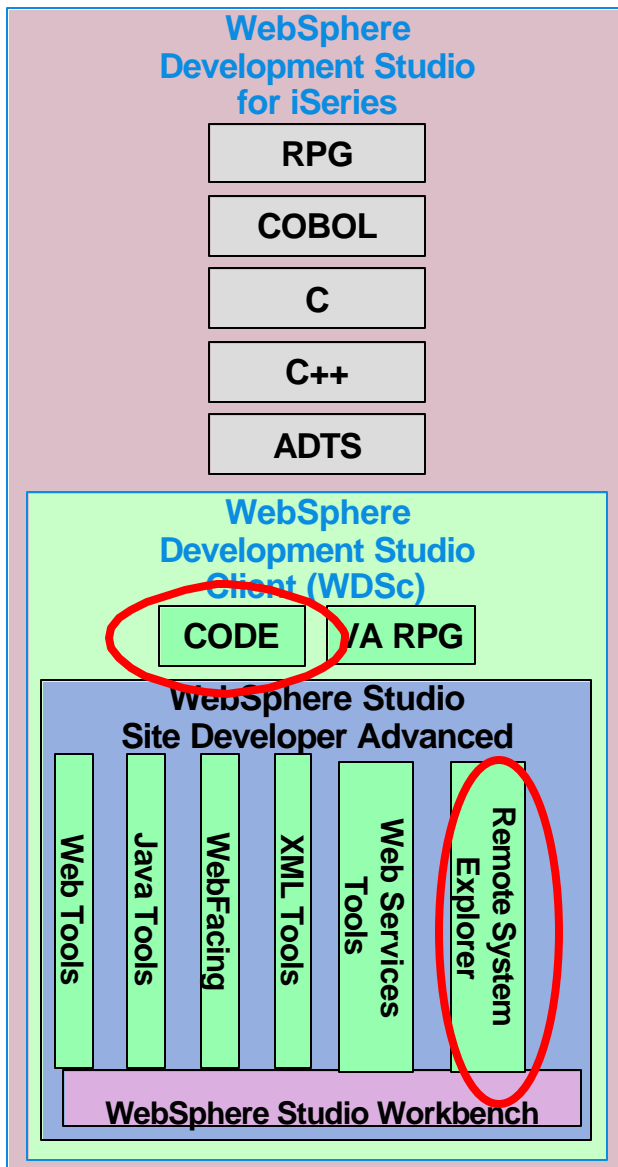 WebSphere
Development Studio
for iSeries
RPG
COBOL
C
C++
ADTS
WebSphere
Development Studio
Client (WDSc)
CODE
VA RPG
WebSphere Studio
Site Developer Advanced
Web Tools
Java Tools
WebFacing
XML Tools
Web Services
Tools
Remote System
Explorer
WebSphere Studio Workbench